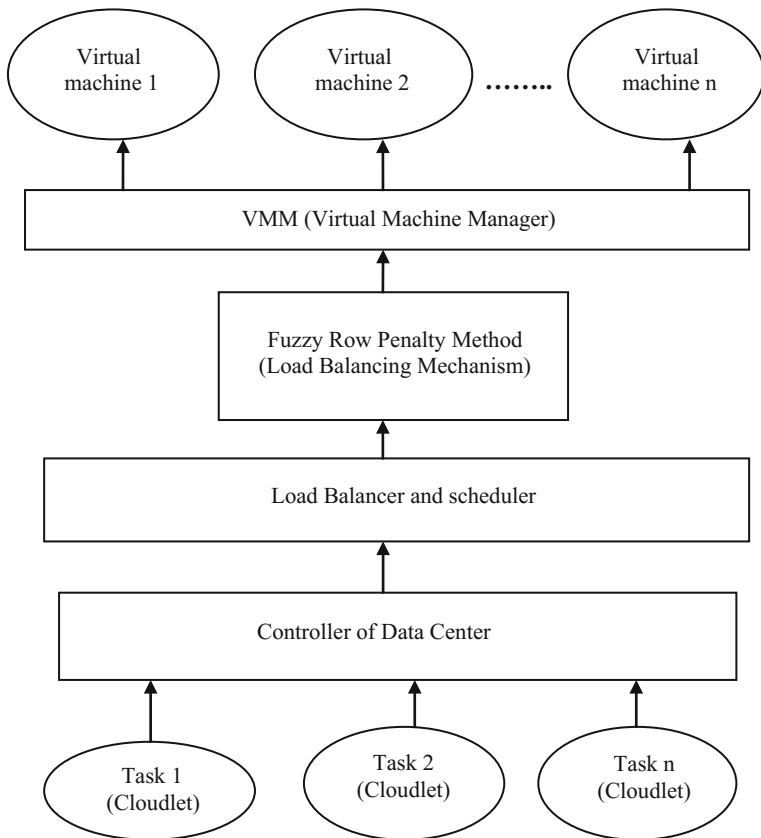 Virtual
machine 1
Virtual
machine 2
........
Virtual
machine n
VMM (Virtual Machine Manager)
Fuzzy Row Penalty Method
(Load Balancing Mechanism)
Load Balancer and scheduler
Controller of Data Center
Task 1
(Cloudlet)
Task 2
(Cloudlet)
Task n
(Cloudlet)